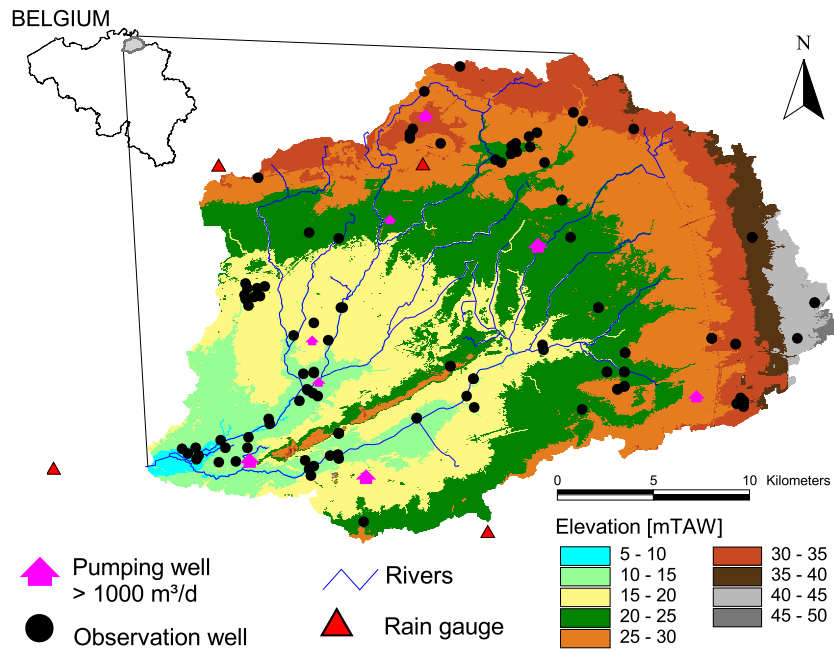 BELGIUM
N
0 5 10 Kilometers
Elevation [mTAW]
5 - 10
10 - 15
15 - 20
20 - 25
25 - 30
30 - 35
35 - 40
40 - 45
45 - 50
Pumping well
> 1000 m³/d
Observation well
Rivers
Rain gauge